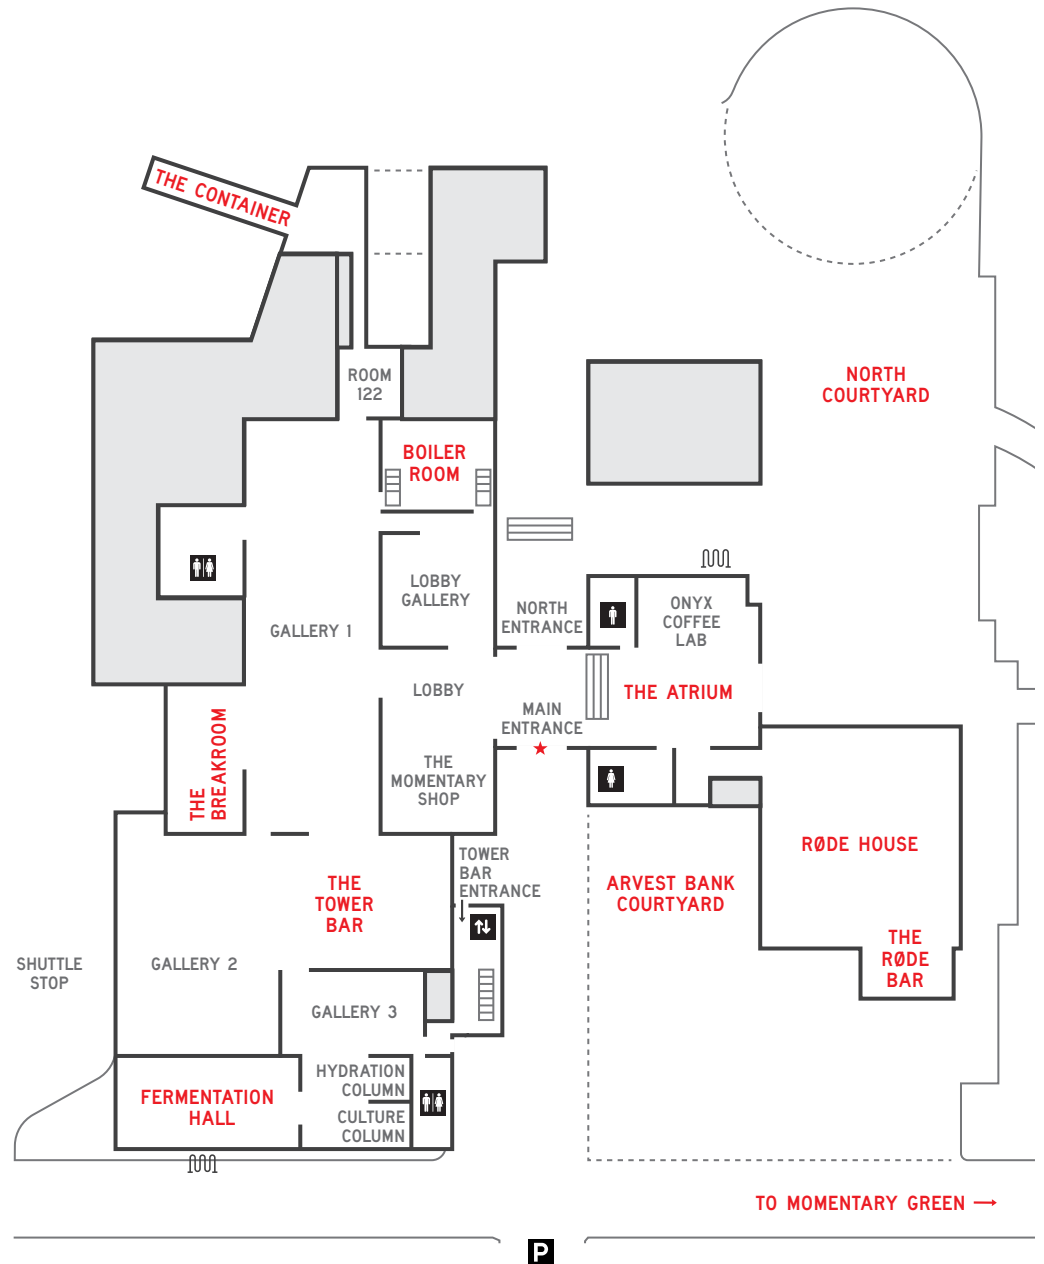 THE CONTAINER
ROOM
122
NORTH
COURTYARD
BOILER
ROOM
LOBBY
GALLERY
NORTH
ENTRANCE
ONYX
COFFEE
LAB
GALLERY 1
LOBBY
THE ATRIUM
MAIN
ENTRANCE
THE
BREAKROOM
THE
MOMENTARY
SHOP
TOWER
BAR
ENTRANCE
RØDE HOUSE
THE
TOWER
BAR
ARVEST BANK
COURTYARD
THE
RØDE
BAR
SHUTTLE
STOP
GALLERY 2
GALLERY 3
HYDRATION
COLUMN
FERMENTATION
HALL
CULTURE
COLUMN
TO MOMENTARY GREEN
P